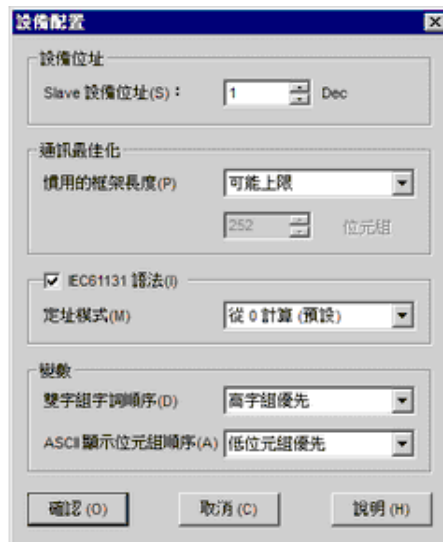 設備配置
設備位址
Slave 設備位址(S)： 1 Dec
通訊最佳化
慣用的框架長度(P) 可能上限
252 位元組
IEC61131 語法(I)
定址模式(M) 從 0 計算 (預設)
變數
雙字組字詞順序(D) 高字組優先
ASCII 顯示位元組順序(A) 低位元組優先
確認 (O) 取消 (C) 說明 (H)